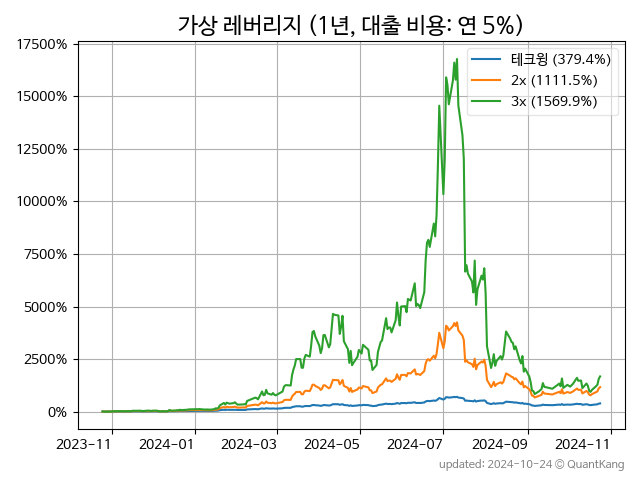 가상 레버리지 (1년, 대출 비용: 연 5%)
테크윙 (379.4%)
2x (1111.5%)
3x (1569.9%)
17500%
15000%
12500%
10000%
7500%
5000%
2500%
0%
2023-11 2024-01 2024-03 2024-05 2024-07 2024-09 2024-11
updated: 2024-10-24 © QuantKang